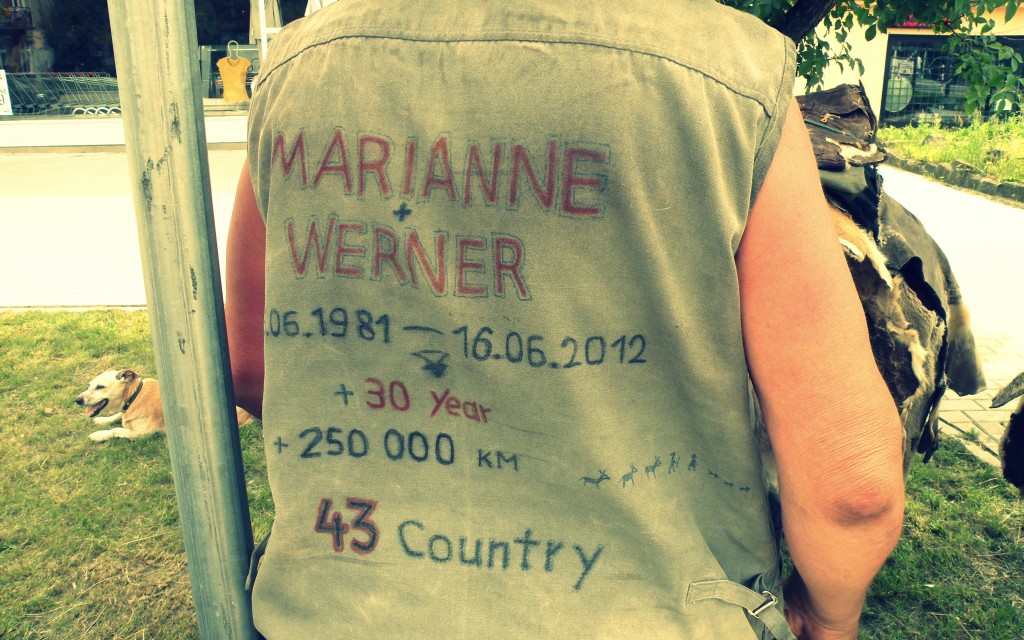 MARIANNE
+
WERNER
.06.1981 — 16.06.2012
+ 30 Year
+ 250 000 KM
43 Country